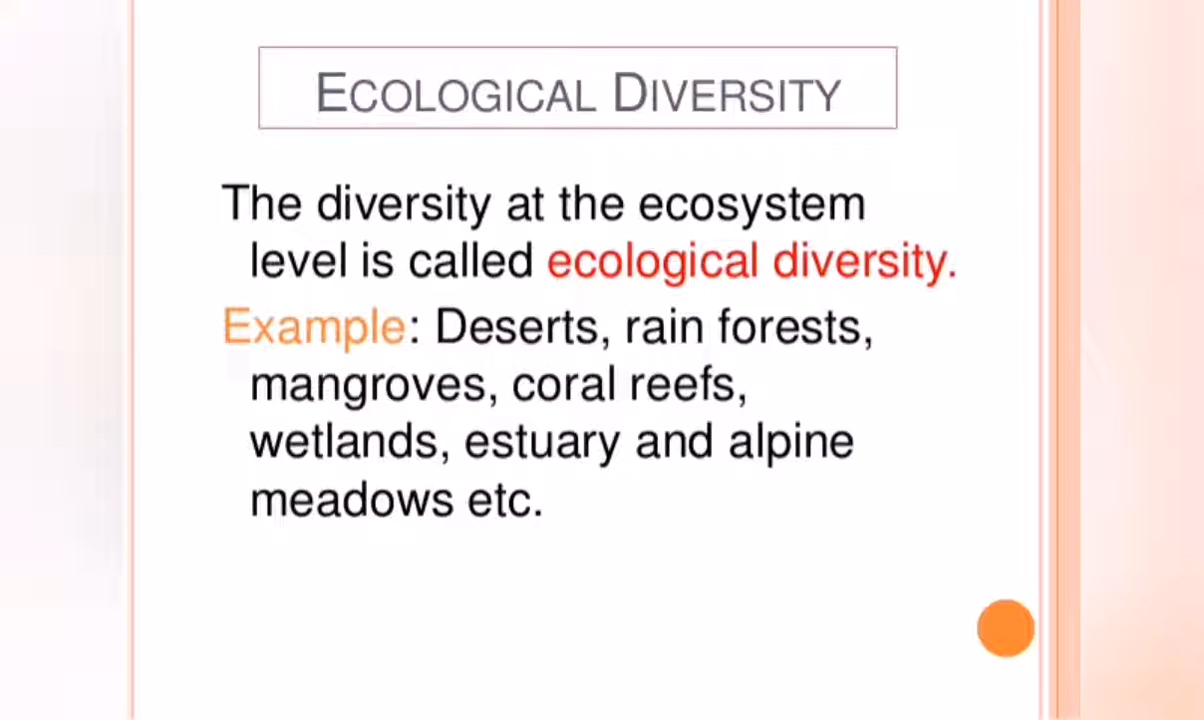 ECOLOGICAL DIVERSITY
The diversity at the ecosystem
level is called ecological diversity.
Example: Deserts, rain forests,
mangroves, coral reefs,
wetlands, estuary and alpine
meadows etc.